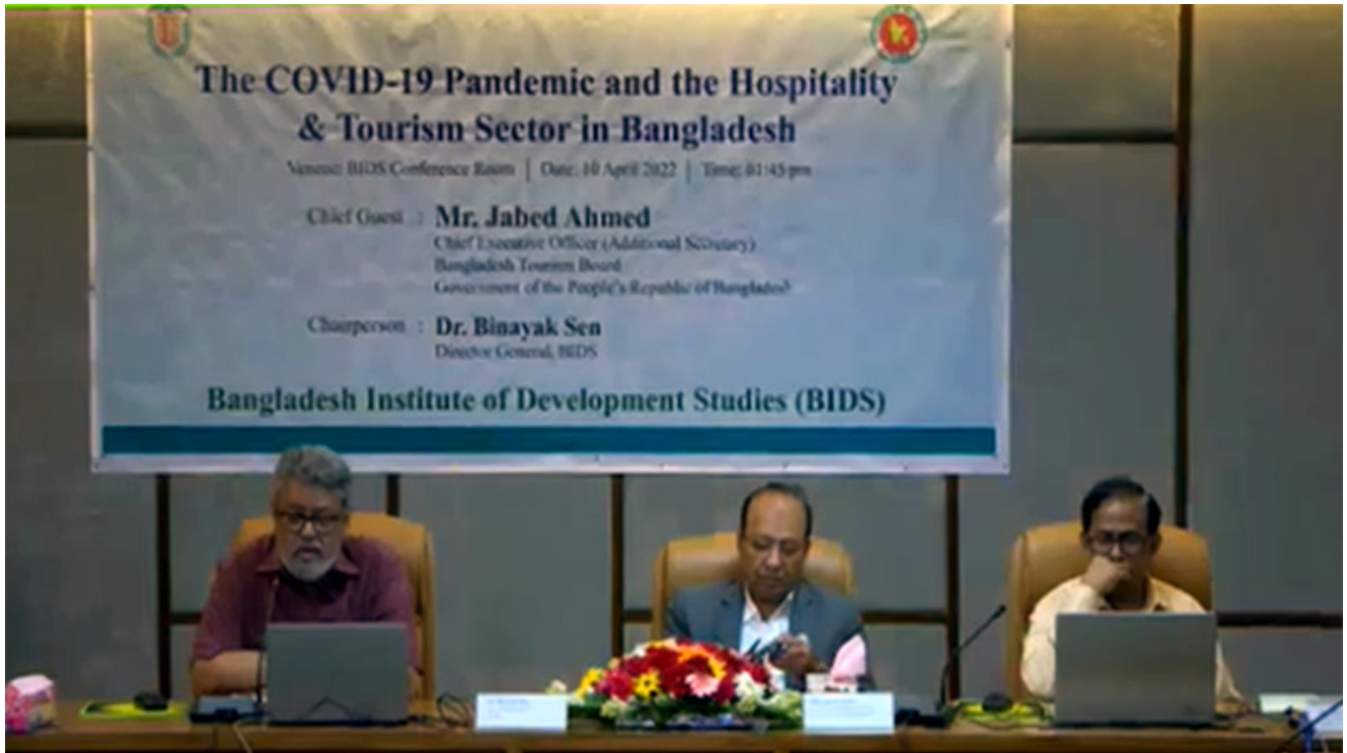 The COVID-19 Pandemic and the Hospitality
& Tourism Sector in Bangladesh
Venue: BIDS Conference Room | Date: 10 April 2022 | Time: 01:45 pm
Chief Guest : Mr. Jabed Ahmed
Chief Executive Officer (Additional Secretary)
Bangladesh Tourism Board
Government of the People's Republic of Bangladesh
Chairperson : Dr. Binayak Sen
Director General, BIDS
Bangladesh Institute of Development Studies (BIDS)